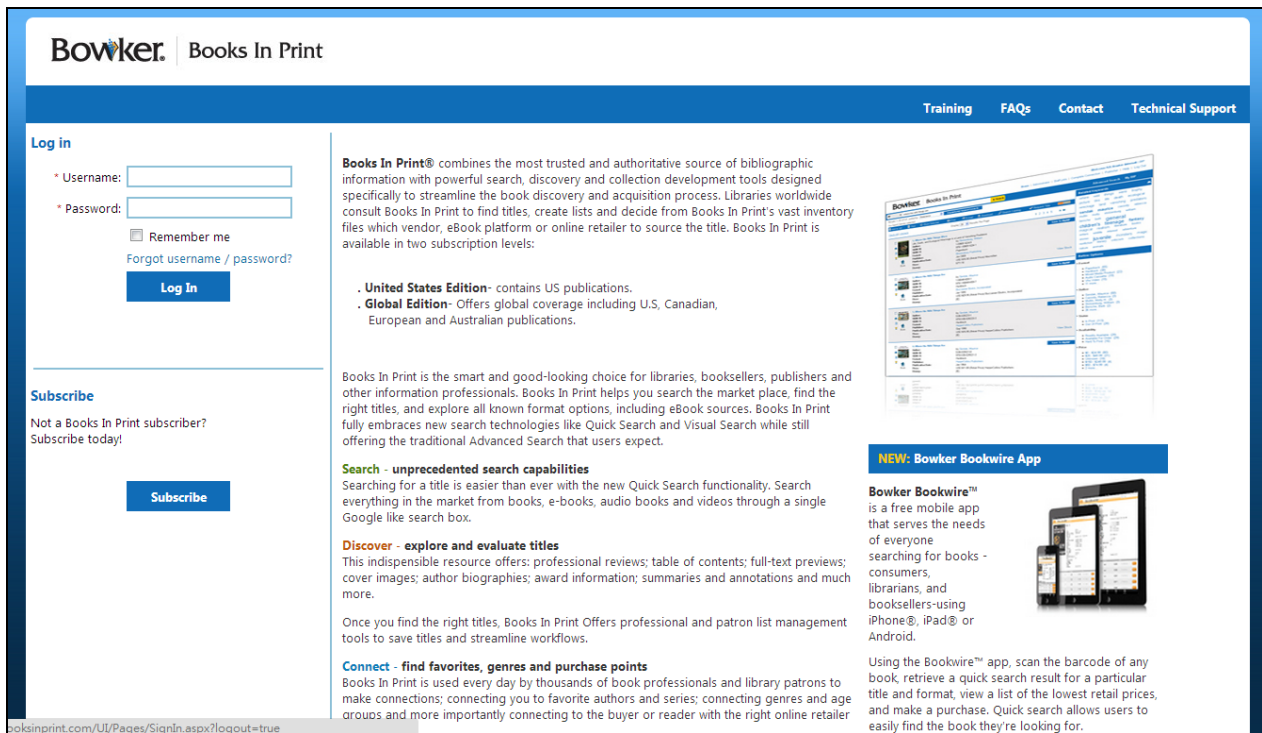 Bowker. Books In Print
Training FAQs Contact Technical Support
Log in
* Username:
* Password:
Remember me
Forgot username / password?
Log In
Subscribe
Not a Books In Print subscriber?
Subscribe today!
Subscribe
Books In Print® combines the most trusted and authoritative source of bibliographic
information with powerful search, discovery and collection development tools designed
specifically to streamline the book discovery and acquisition process. Libraries worldwide
consult Books In Print to find titles, create lists and decide from Books In Print's vast inventory
files which vendor, eBook platform or online retailer to source the title. Books In Print is
available in two subscription levels:
. United States Edition- contains US publications.
. Global Edition- Offers global coverage including U.S, Canadian,
European and Australian publications.
Books In Print is the smart and good-looking choice for libraries, booksellers, publishers and
other information professionals. Books In Print helps you search the market place, find the
right titles, and explore all known format options, including eBook sources. Books In Print
fully embraces new search technologies like Quick Search and Visual Search while still
offering the traditional Advanced Search that users expect.
Search - unprecedented search capabilities
Searching for a title is easier than ever with the new Quick Search functionality. Search
everything in the market from books, e-books, audio books and videos through a single
Google like search box.
Discover - explore and evaluate titles
This indispensible resource offers: professional reviews; table of contents; full-text previews;
cover images; author biographies; award information; summaries and annotations and much
more.
Once you find the right titles, Books In Print Offers professional and patron list management
tools to save titles and streamline workflows.
Connect - find favorites, genres and purchase points
Books In Print is used every day by thousands of book professionals and library patrons to
make connections; connecting you to favorite authors and series; connecting genres and age
groups and more importantly connecting to the buyer or reader with the right online retailer
Bowker Books In Print
NEW: Bowker Bookwire App
Bowker Bookwire™
is a free mobile app
that serves the needs
of everyone
searching for books -
consumers,
librarians, and
booksellers-using
iPhone®, iPad® or
Android.
Using the Bookwire™ app, scan the barcode of any
book, retrieve a quick search result for a particular
title and format, view a list of the lowest retail prices,
and make a purchase. Quick search allows users to
easily find the book they're looking for.
ooksinprint.com/UI/Pages/SignIn.aspx?logout=true